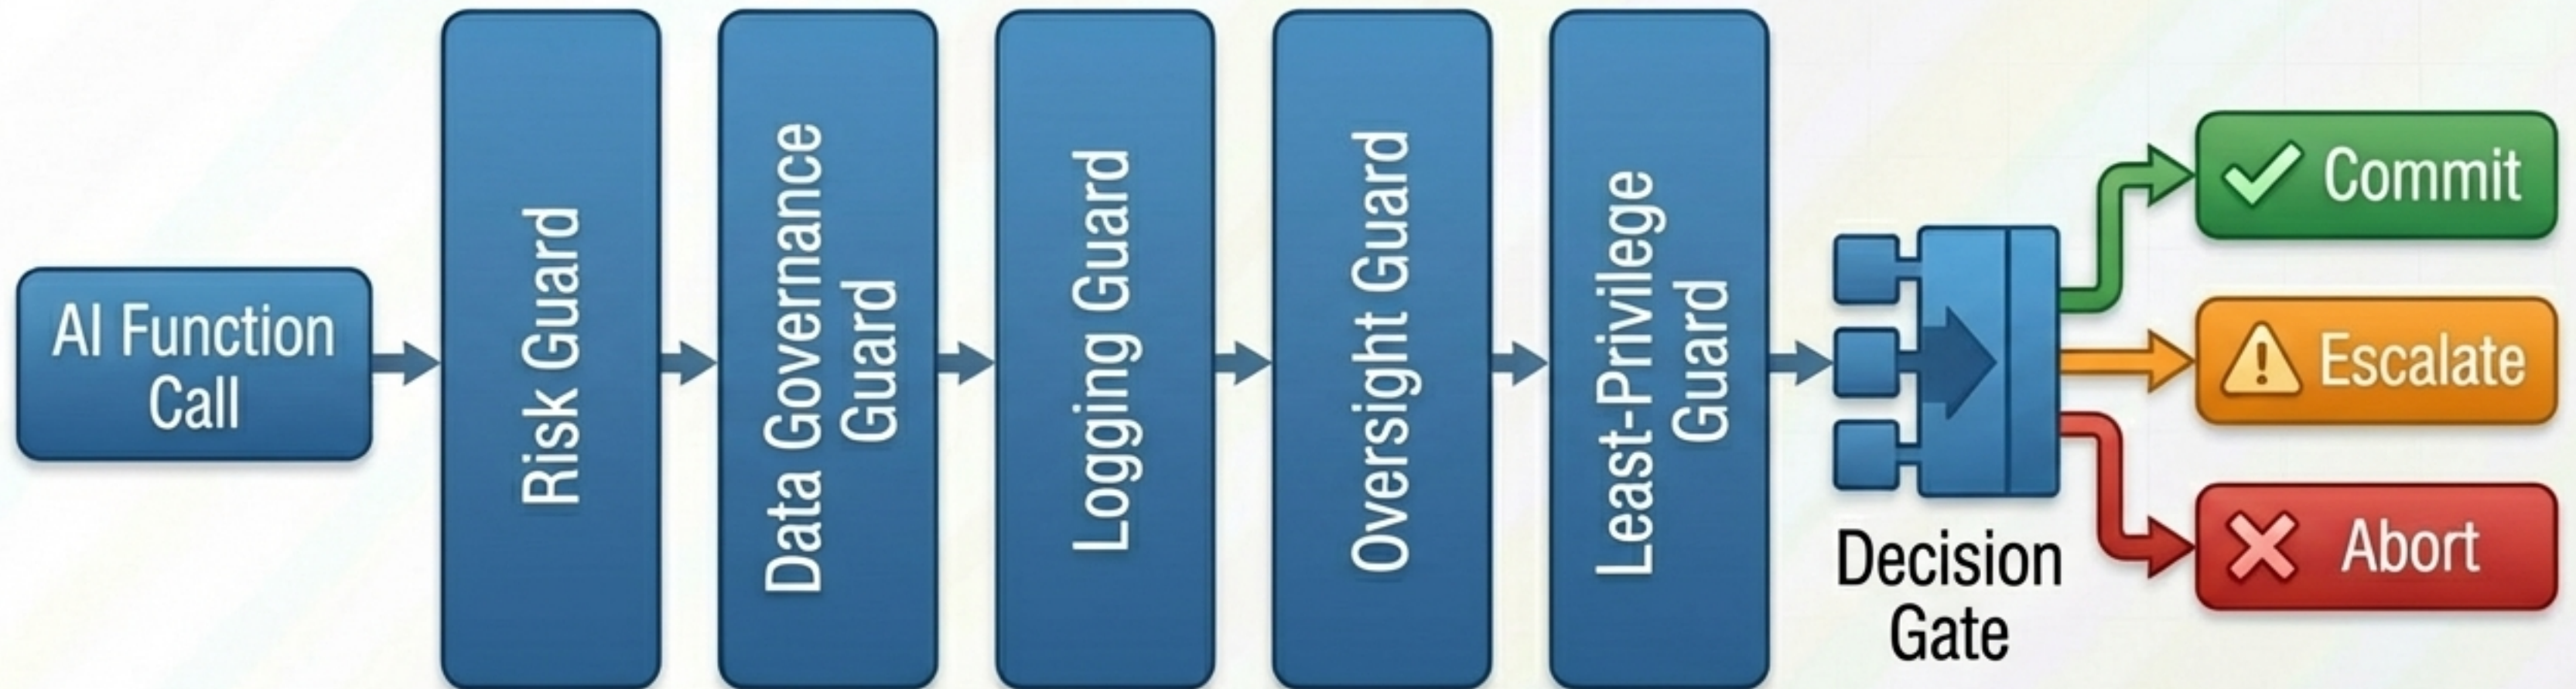 AI Function
Call
Risk Guard
Data Governance
Guard
Logging Guard
Oversight Guard
Least-Privilege
Guard
Decision
Gate
Commit
Escalate
Abort